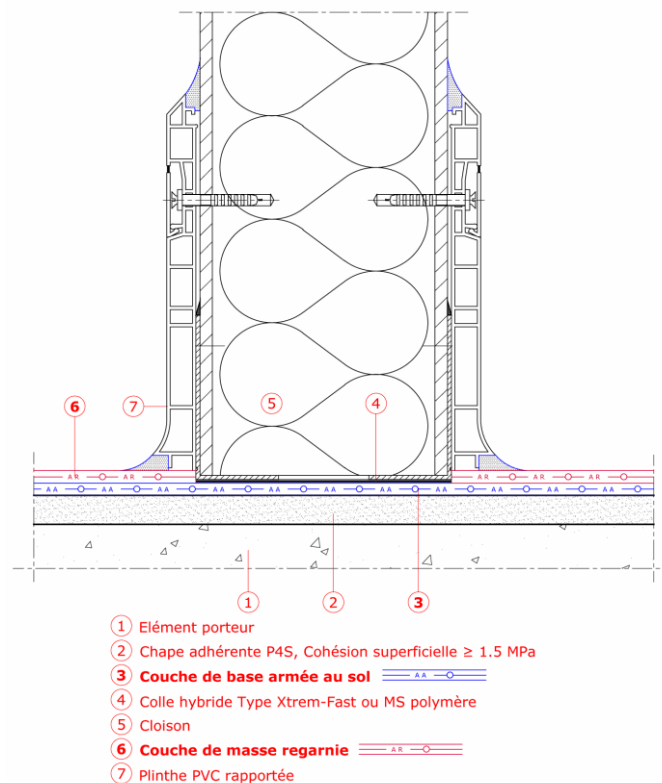 5 4
7
6
AR AR AR AR AR
AA AA AA AA AA AA AA AA
1 2 3
1 Elément porteur
2 Chape adhérente P4S, Cohésion superficielle ≥ 1.5 MPa
3 Couche de base armée au sol AA
4 Colle hybride Type Xtrem-Fast ou MS polymère
5 Cloison
6 Couche de masse regarnie AR
7 Plinthe PVC rapportée